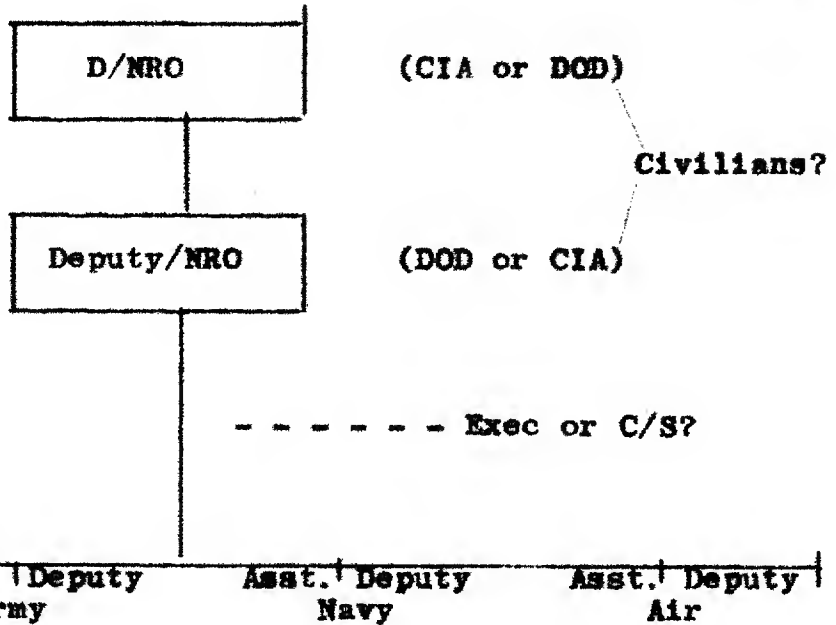 D/NRO (CIA or DOD)
Civilians?
Deputy/NRO (DOD or CIA)
- - - - - - Exec or C/S?
Deputy Asst. Deputy Asst. Deputy
rmy Navy Air